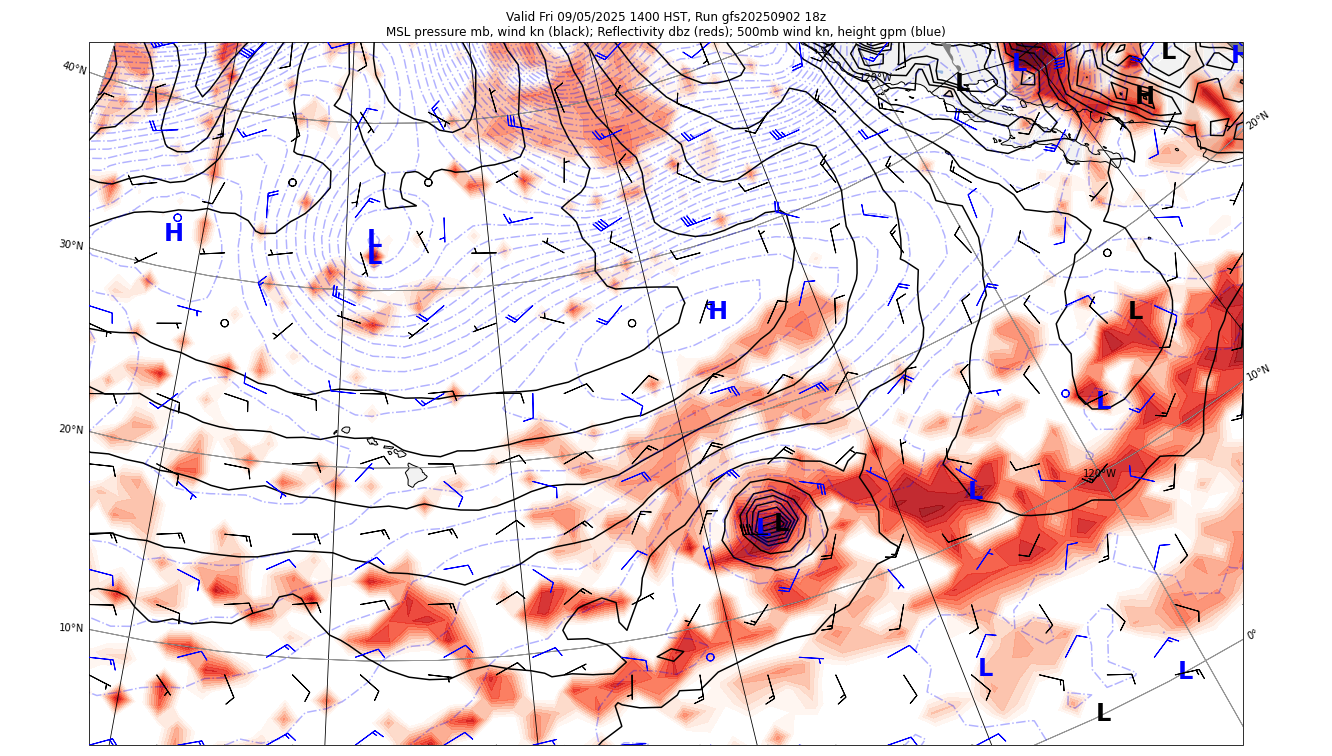 Valid Fri 09/05/2025 1400 HST, Run gfs20250902 18z
MSL pressure mb, wind kn (black); Reflectivity dbz (reds); 500mb wind kn, height gpm (blue)
L
H
L
L
40°N
120°W
L
H
20°N
H
L
L
30°N
H
L
10°N
L
20°N
120°W
L
L
L
10°N
0°
L
L
L